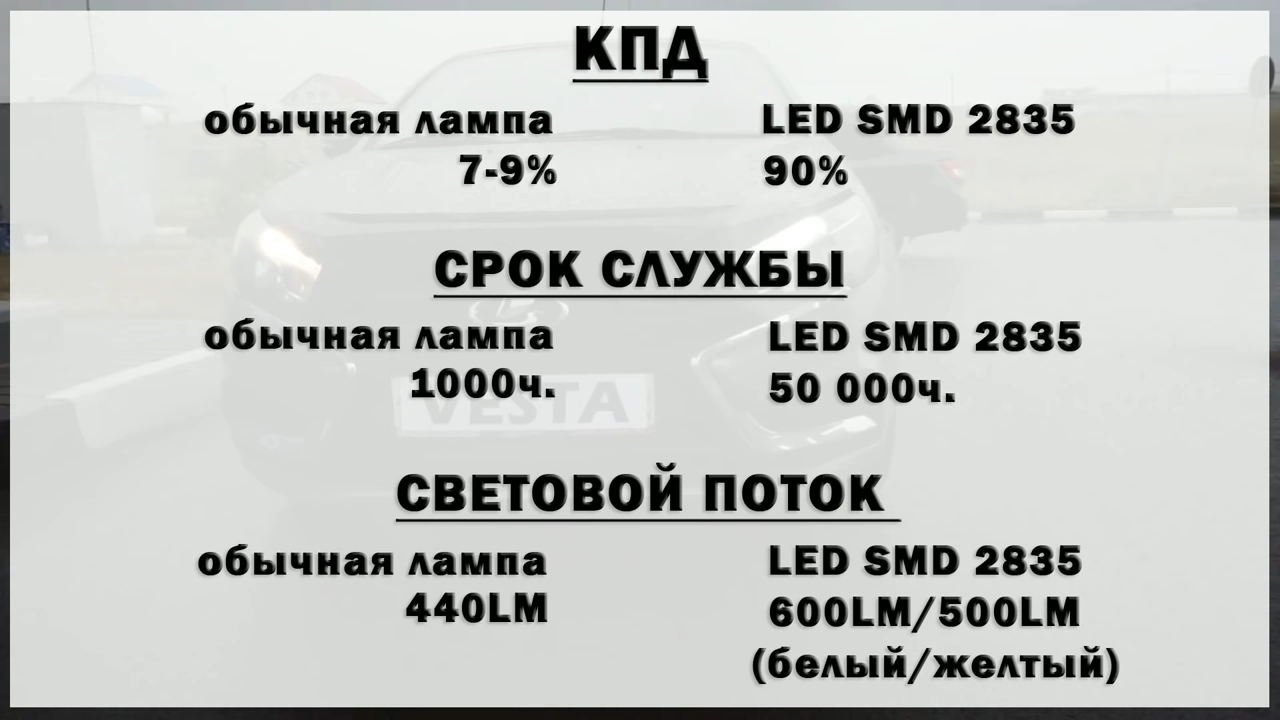 КПД
обычная лампа
7-9%
LED SMD 2835
90%
СРОК СЛУЖБЫ
обычная лампа
1000ч.
LED SMD 2835
50 000ч.
VESTA
СВЕТОВОЙ ПОТОК
обычная лампа
440LM
LED SMD 2835
600LM/500LM
(белый/желтый)